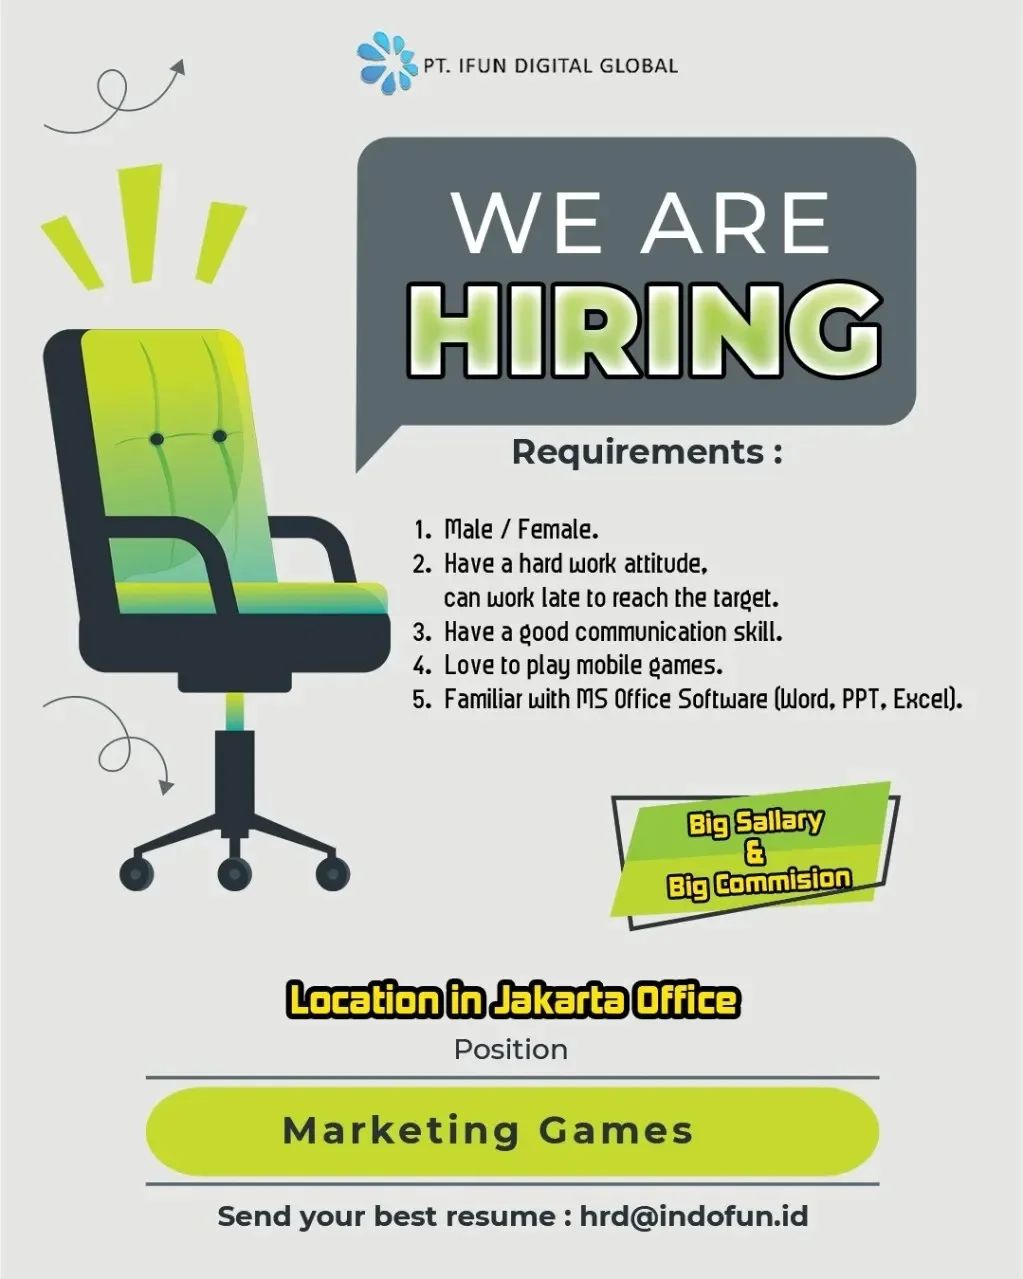 PT. IFUN DIGITAL GLOBAL
WE ARE
HIRING
Requirements :
1. Male / Female.
2. Have a hard work attitude,
can work late to reach the target.
3. Have a good communication skill.
4. Love to play mobile games.
5. Familiar with MS Office Software (Word, PPT, Excel).
Big Sallary
&
Big Commision
Location in Jakarta Office
Position
Marketing Games
Send your best resume : hrd@indofun.id